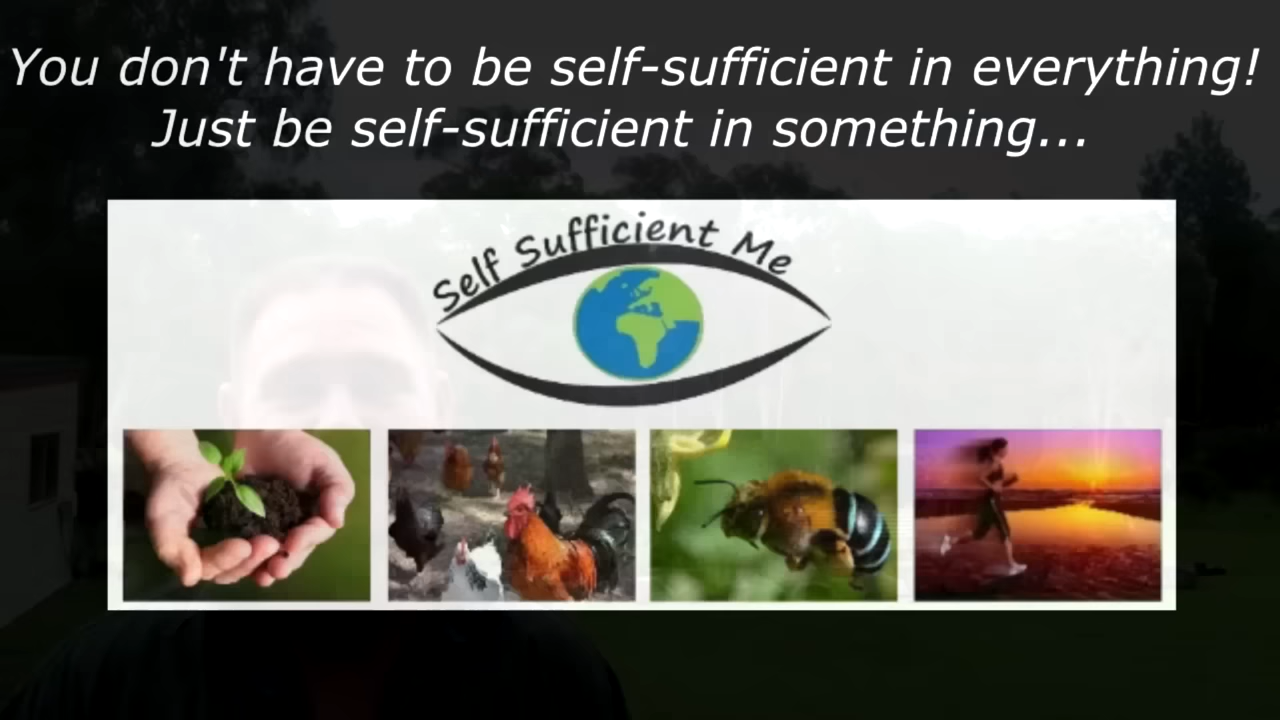 You don't have to be self-sufficient in everything!
Just be self-sufficient in something...
Self Sufficient Me